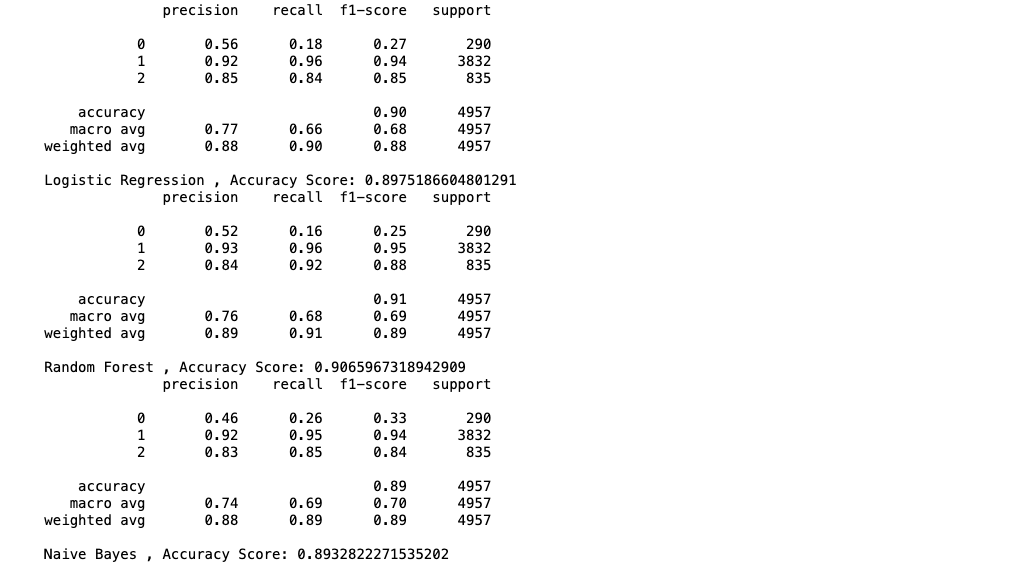 precision recall f1-score support
0 0.56 0.18 0.27 290
1 0.92 0.96 0.94 3832
2 0.85 0.84 0.85 835
accuracy 0.90 4957
macro avg 0.77 0.66 0.68 4957
weighted avg 0.88 0.90 0.88 4957
Logistic Regression , Accuracy Score: 0.8975186604801291
precision recall f1-score support
0 0.52 0.16 0.25 290
1 0.93 0.96 0.95 3832
2 0.84 0.92 0.88 835
accuracy 0.91 4957
macro avg 0.76 0.68 0.69 4957
weighted avg 0.89 0.91 0.89 4957
Random Forest , Accuracy Score: 0.9065967318942909
precision recall f1-score support
0 0.46 0.26 0.33 290
1 0.92 0.95 0.94 3832
2 0.83 0.85 0.84 835
accuracy 0.89 4957
macro avg 0.74 0.69 0.70 4957
weighted avg 0.88 0.89 0.89 4957
Naive Bayes , Accuracy Score: 0.8932822271535202